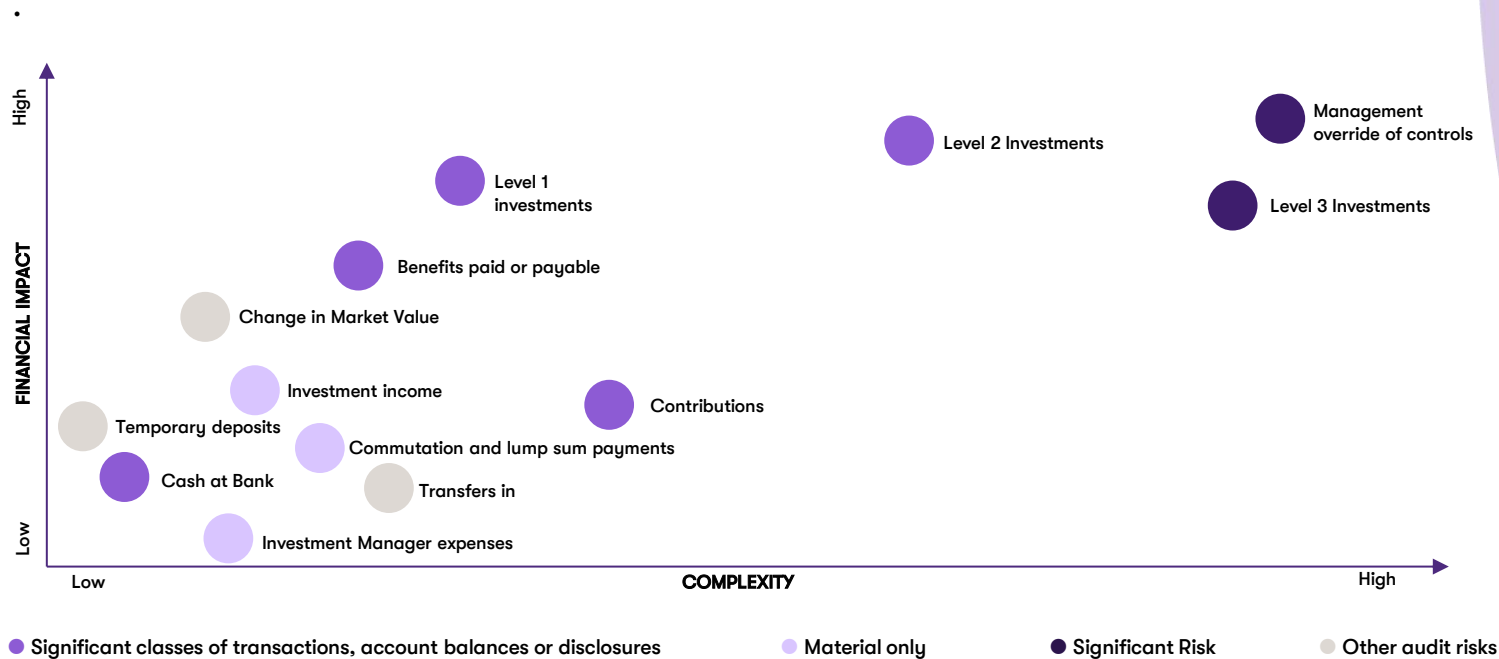 High
Management
override of controls
Level 2 Investments
Level 1
investments
Level 3 Investments
Benefits paid or payable
FINANCIAL IMPACT
Change in Market Value
Investment income
Contributions
Temporary deposits
Commutation and lump sum payments
Cash at Bank
Transfers in
Low
Investment Manager expenses
Low
COMPLEXITY
High
Significant classes of transactions, account balances or disclosures
Material only
Significant Risk
Other audit risks